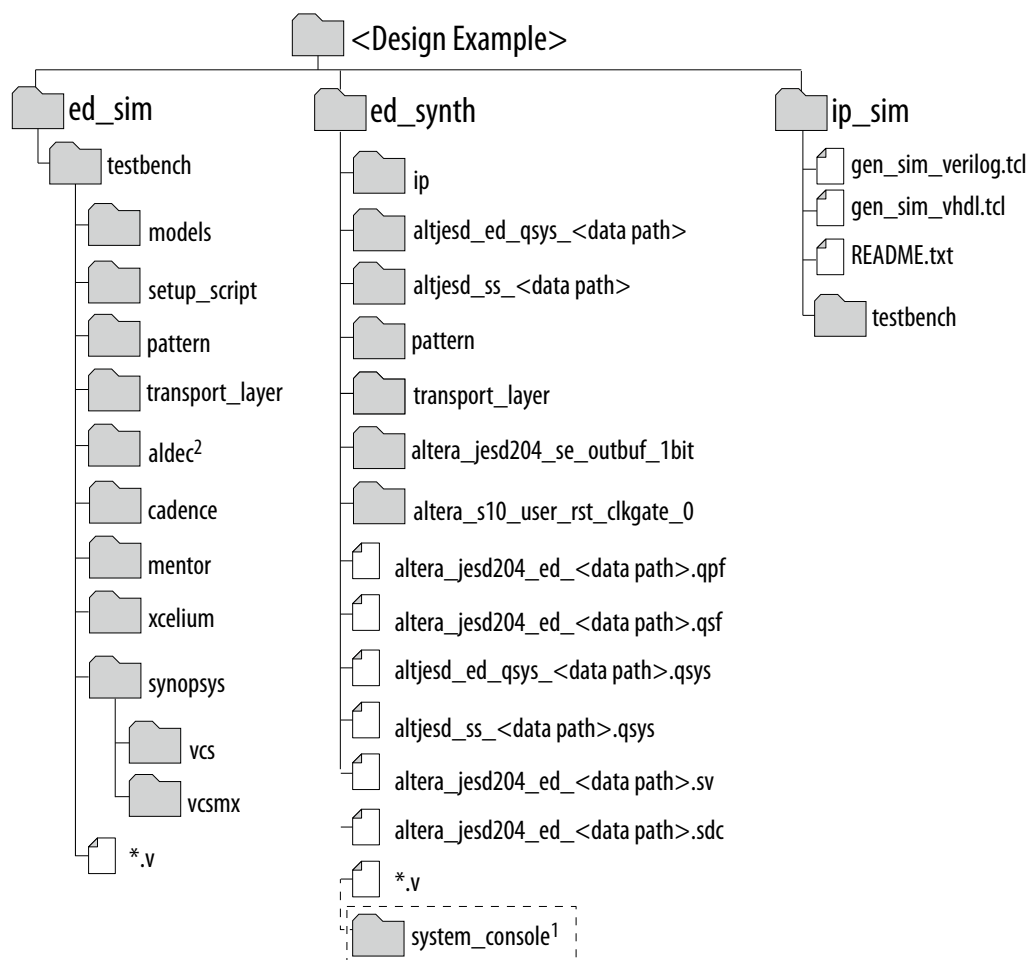 <Design Example>
ed_sim
testbench
models
setup_script
pattern
transport_layer
aldec2
cadence
mentor
xcelium
synopsys
vcs
vcsmx
*.v
ed_synth
ip
altjesd_ed_qsys_<data path>
altjesd_ss_<data path>
pattern
transport_layer
altera_jesd204_se_outbuf_1bit
altera_s10_user_rst_clkgate_0
altera_jesd204_ed_<data path>.qpf
altera_jesd204_ed_<data path>.qsf
altjesd_ed_qsys_<data path>.qsys
altjesd_ss_<data path>.qsys
altera_jesd204_ed_<data path>.sv
altera_jesd204_ed_<data path>.sdc
*.v
system_console1
ip_sim
gen_sim_verilog.tcl
gen_sim_vhdl.tcl
README.txt
testbench